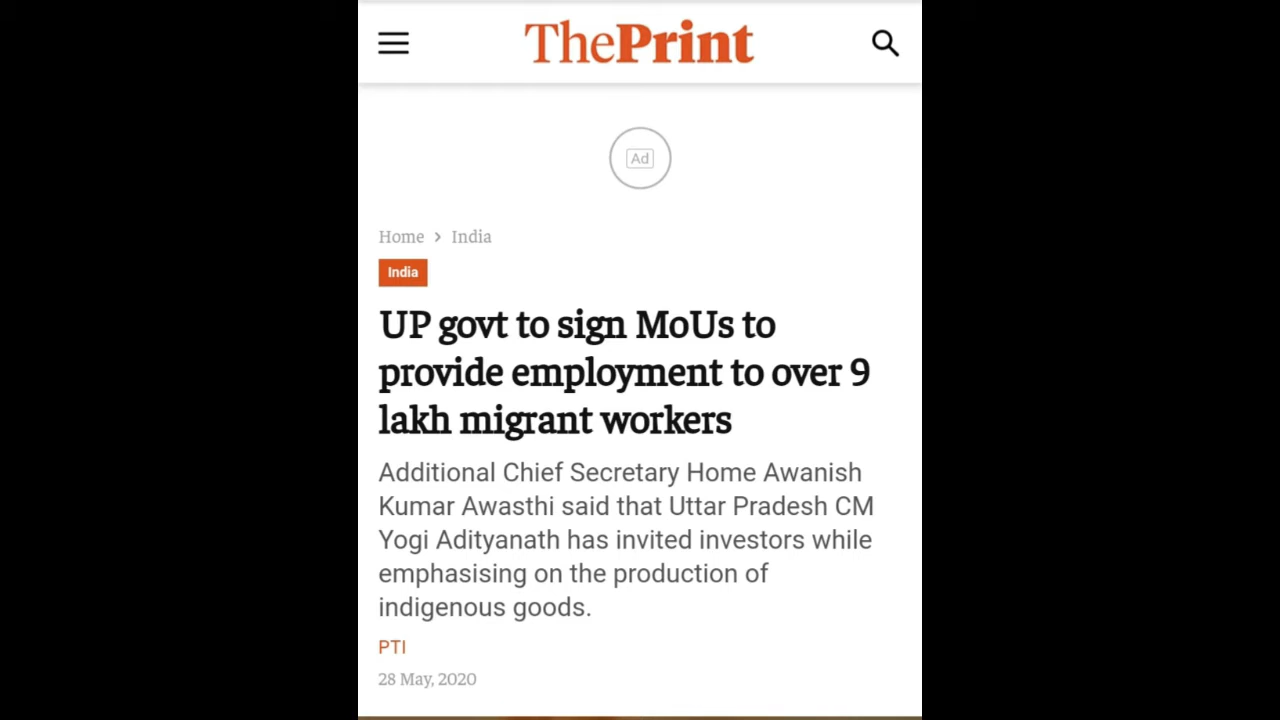 ThePrint
Ad
Home > India
India
UP govt to sign MoUs to
provide employment to over 9
lakh migrant workers
Additional Chief Secretary Home Awanish
Kumar Awasthi said that Uttar Pradesh CM
Yogi Adityanath has invited investors while
emphasising on the production of
indigenous goods.
PTI
28 May, 2020